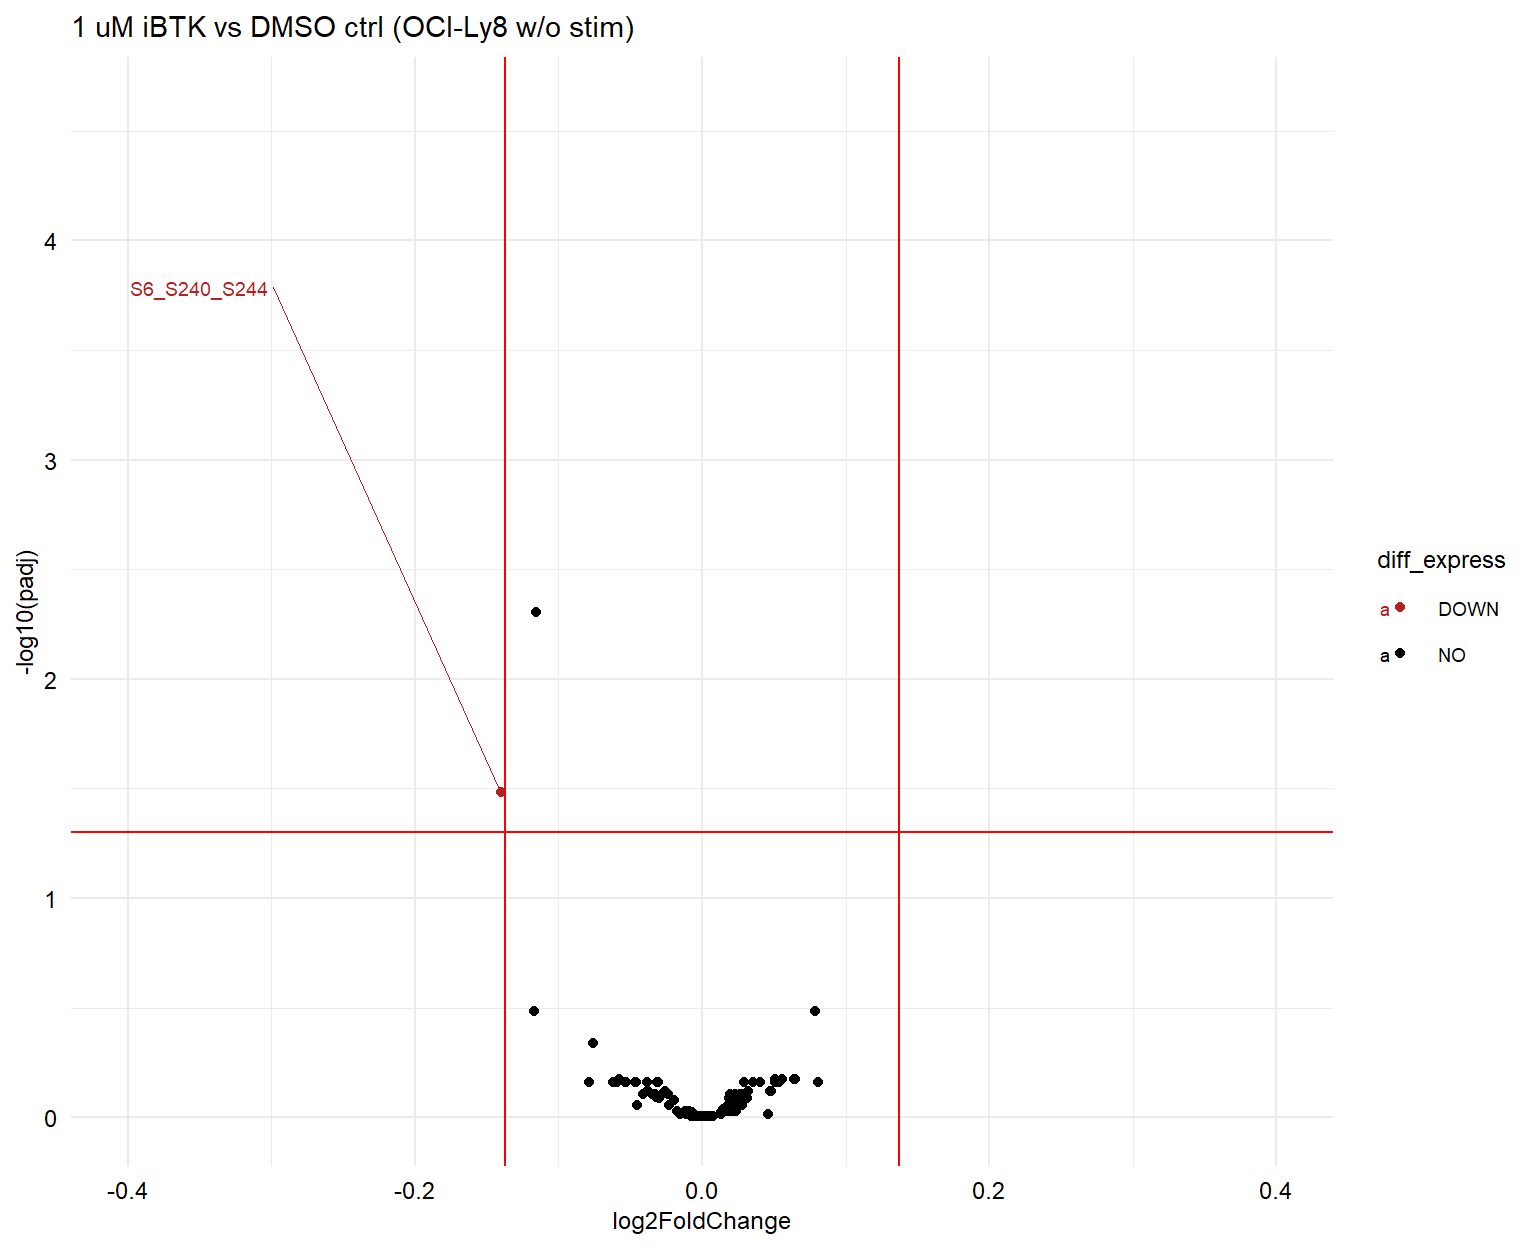 1 uM iBTK vs DMSO ctrl (OCI-Ly8 w/o stim)
-log10(padj)
4
3
2
1
0
S6_S240_S244
-0.4
-0.2
0.0
0.2
0.4
log2FoldChange
diff_express
a DOWN
a NO